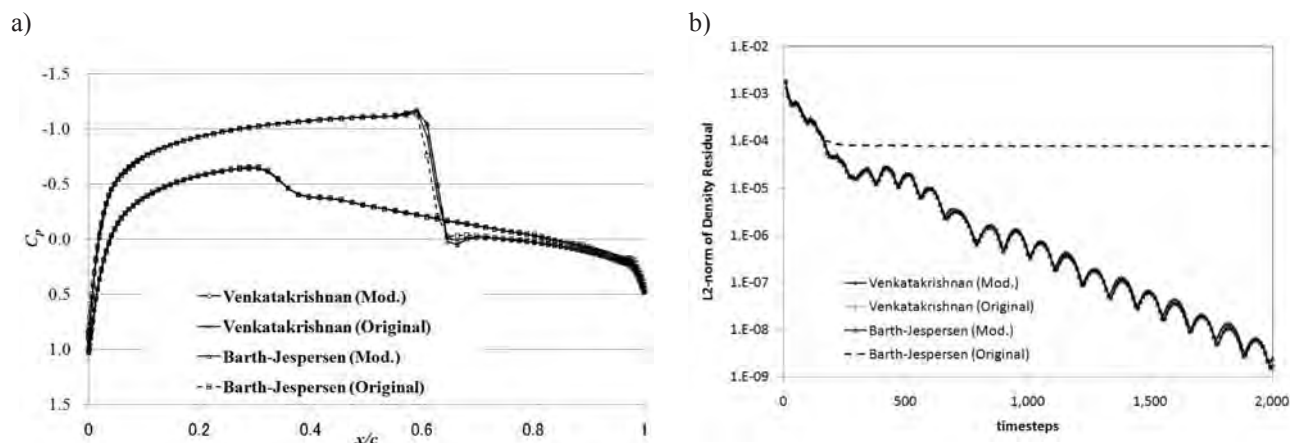 a)
-1.5
-1.0
-0.5
0.0
0.5
1.0
1.5
Cp
Venkatakrishnan (Mod.)
Venkatakrishnan (Original)
Barth-Jespersen (Mod.)
Barth-Jespersen (Original)
0 0.2 0.4 0.6 0.8 1
x/c
b)
1.E-02
1.E-03
1.E-04
1.E-05
1.E-06
1.E-07
1.E-08
1.E-09
L2-norm of Density Residual
Venkatakrishnan (Mod.)
Venkatakrishnan (Original)
Barth-Jespersen (Mod.)
Barth-Jespersen (Original)
0 500 1,000 1,500 2,000
timesteps